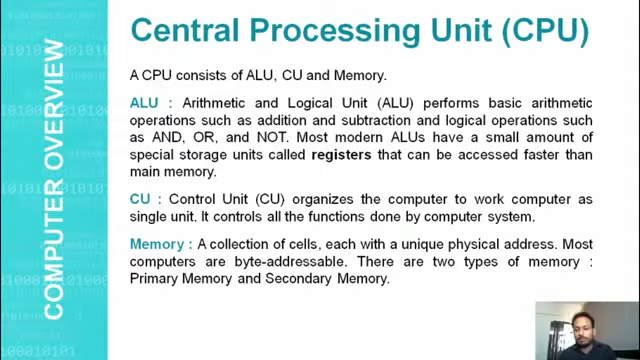 Central Processing Unit (CPU)
COMPUTER OVERVIEW
A CPU consists of ALU, CU and Memory.
ALU : Arithmetic and Logical Unit (ALU) performs basic arithmetic
operations such as addition and subtraction and logical operations such
as AND, OR, and NOT. Most modern ALUs have a small amount of
special storage units called registers that can be accessed faster than
main memory.
CU : Control Unit (CU) organizes the computer to work computer as
single unit. It controls all the functions done by computer system.
Memory : A collection of cells, each with a unique physical address. Most
computers are byte-addressable. There are two types of memory :
Primary Memory and Secondary Memory.